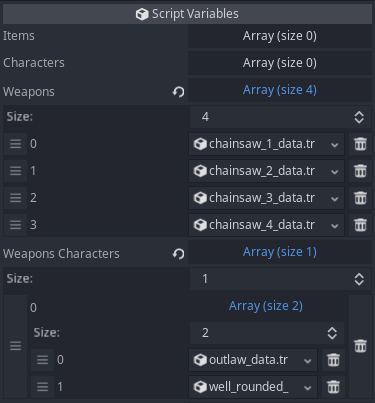 Script Variables
Items Array (size 0)
Characters Array (size 0)
Weapons Array (size 4)
Size: 4
0 chainsaw_1_data.tr
1 chainsaw_2_data.tr
2 chainsaw_3_data.tr
3 chainsaw_4_data.tr
Weapons Characters Array (size 1)
Size: 1
0 Array (size 2)
Size: 2
0 outlaw_data.tr
1 well_rounded_